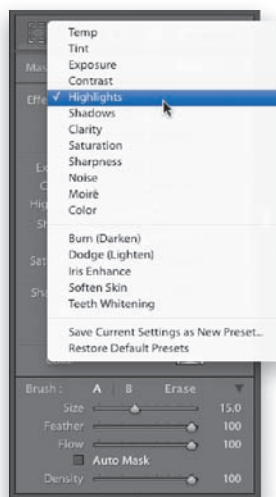 Temp
Tint
Exposure
Contrast
✓ Highlights
Shadows
Clarity
Saturation
Sharpness
Noise
Moiré
Color
Burn (Darken)
Dodge (Lighten)
Iris Enhance
Soften Skin
Teeth Whitening
Save Current Settings as New Preset...
Restore Default Presets
Brush : A B Erase
Size 15.0
Feather 100
Flow 100
Auto Mask
Density 100